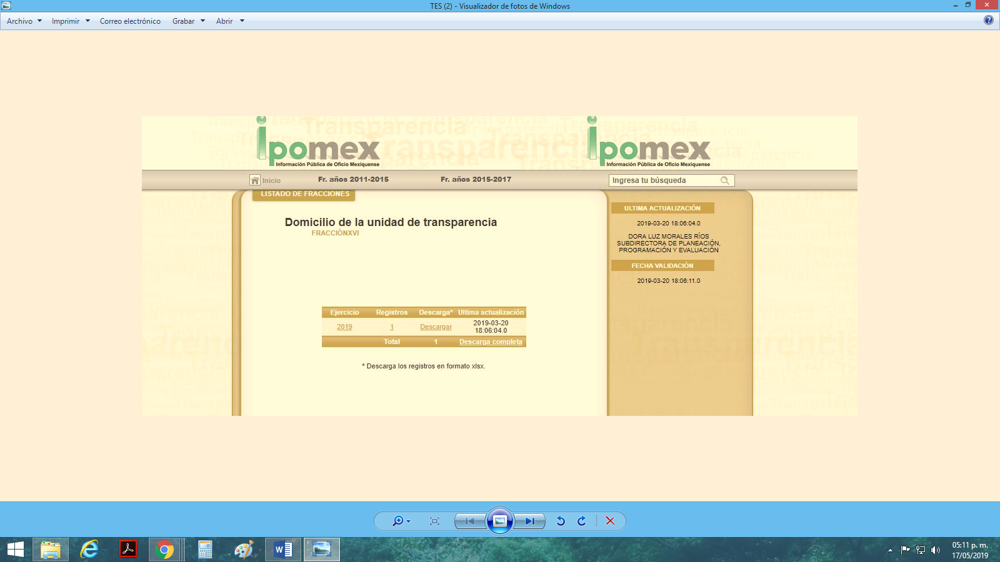 TES (2) - Visualizador de fotos de Windows
Archivo Imprimir Correo electrónico Grabar Abrir
ipomex
Información Pública de Oficio Mexiquense
ipomex
Información Pública de Oficio Mexiquense
Inicio Fr. años 2011-2015 Fr. años 2015-2017 Ingresa tu búsqueda
LISTADO DE FRACCIONES
Domicilio de la unidad de transparencia
FRACCIÓNXVI
Ejercicio Registros Descarga* Ultima actualización
2019 1 Descargar 2019-03-20
18:06:04.0
Total 1 Descarga completa
* Descarga los registros en formato xlsx.
ULTIMA ACTUALIZACIÓN
2019-03-20 18:06:04.0
DORA LUZ MORALES RÍOS
SUBDIRECTORA DE PLANEACIÓN,
PROGRAMACIÓN Y EVALUACIÓN
FECHA VALIDACIÓN
2019-03-20 18:06:11.0
05:11 p. m.
17/05/2019